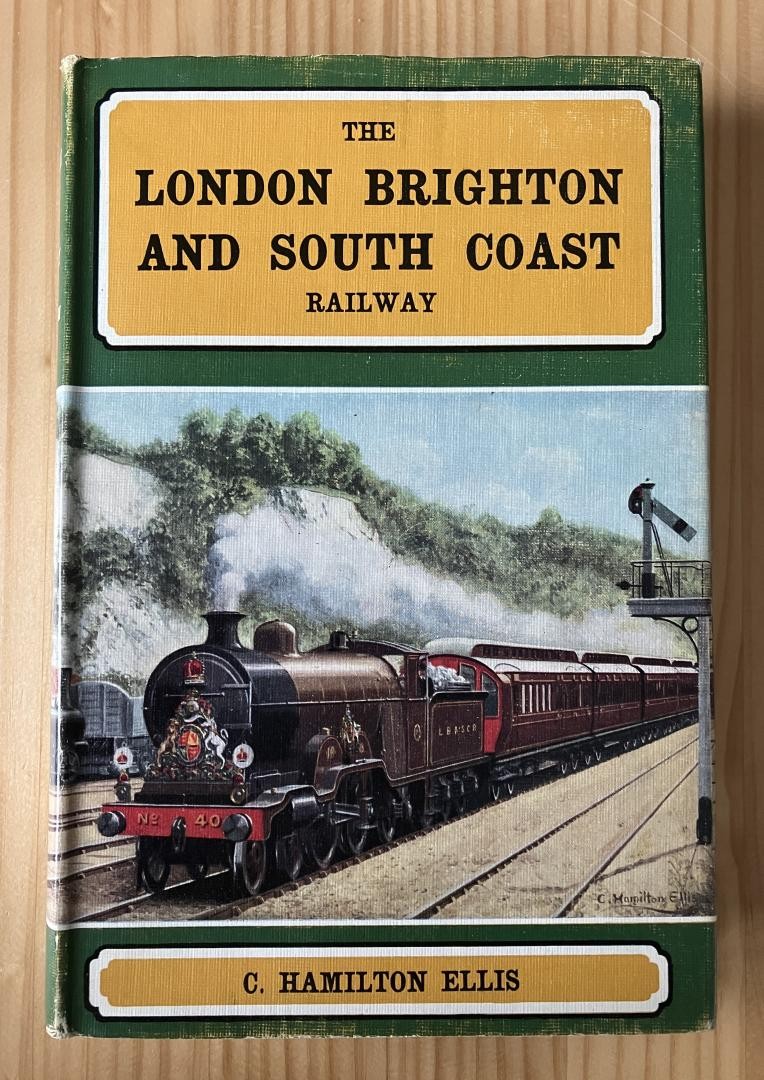 THE
LONDON BRIGHTON
AND SOUTH COAST
RAILWAY
L.B.&S.C.R
Nº 40
C. Hamilton Ellis
C. HAMILTON ELLIS